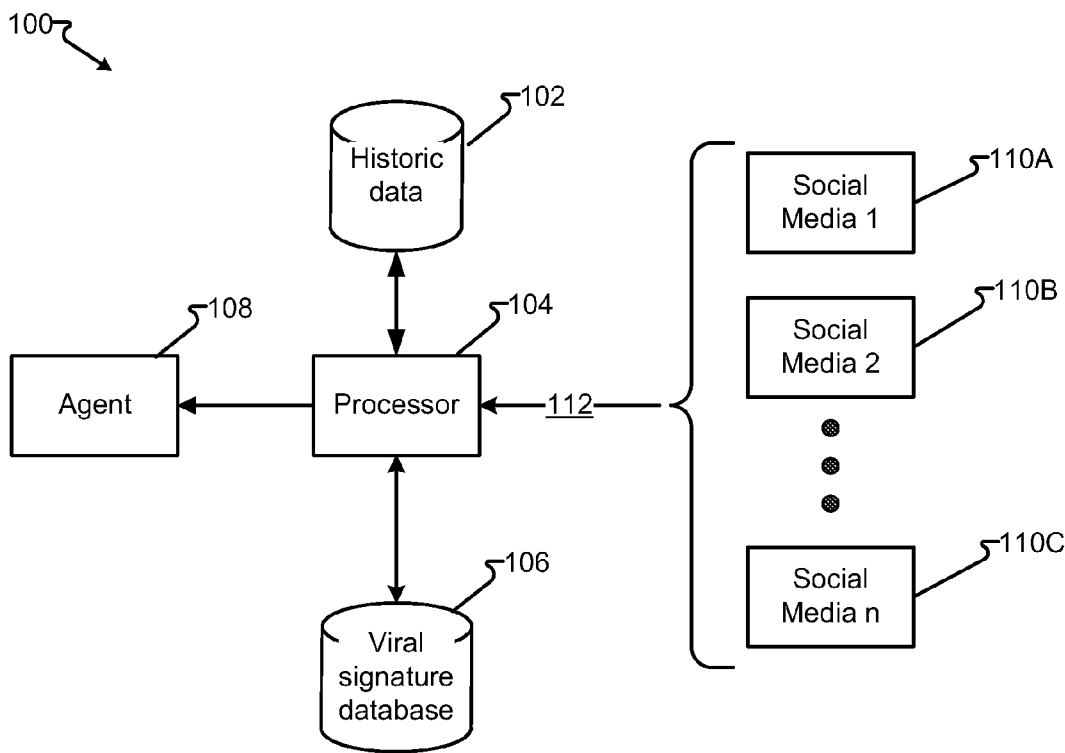 100
102
Historic
data
110A
Social
Media 1
108
104
110B
Social
Media 2
Agent
Processor
112
110C
Social
Media n
106
Viral
signature
database